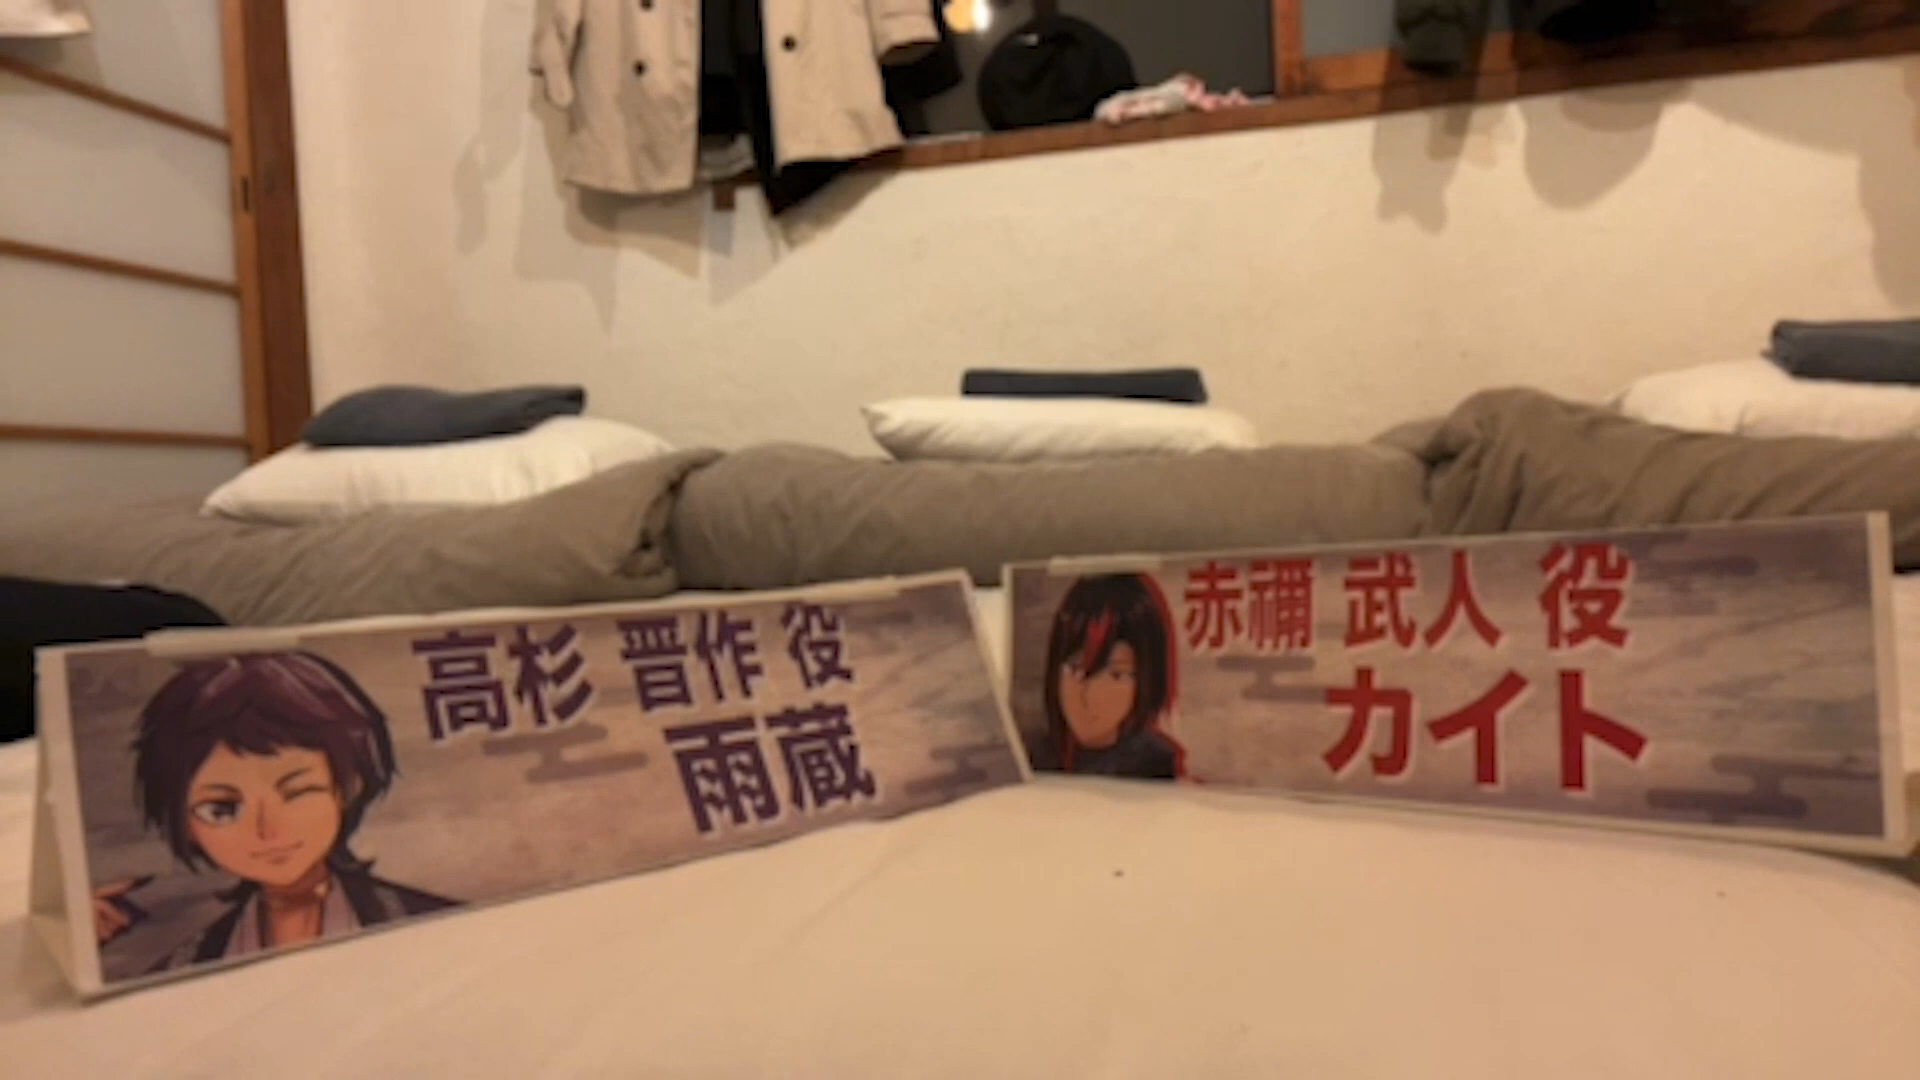 高杉 晋作 役
雨蔵
赤禰 武人 役
カイト